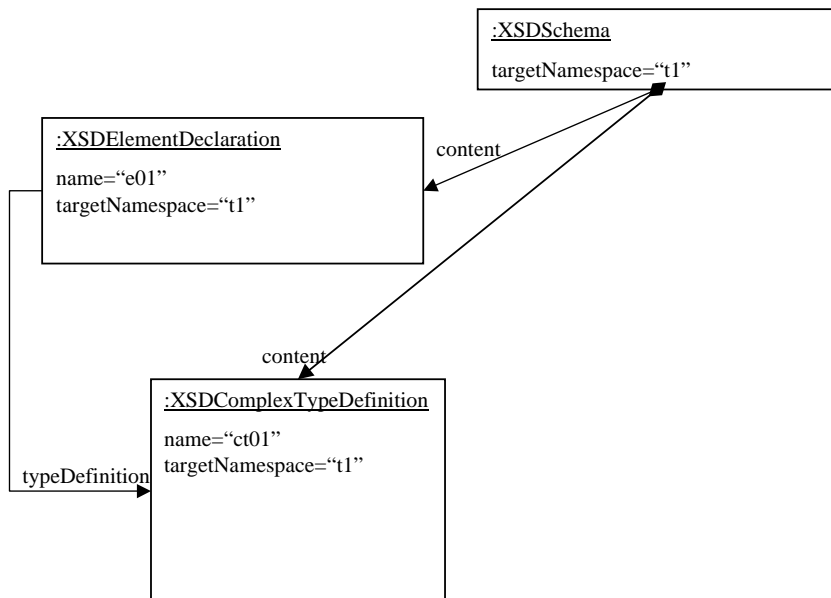 :XSDSchema
targetNamespace=“t1”
:XSDElementDeclaration
name=“e01”
targetNamespace=“t1”
content
content
:XSDComplexTypeDefinition
name=“ct01”
targetNamespace=“t1”
typeDefinition